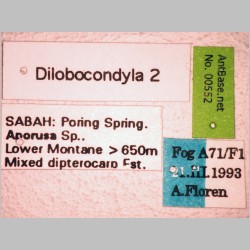 Dilobocondyla 2
AntBase.net
No. 00552
SABAH: Poring Spring.
Aporusa Sp..
Lower Montane > 650m
Mixed dipterocarp Fst.
Fog A71/F1
21.III.1993
A.Floren